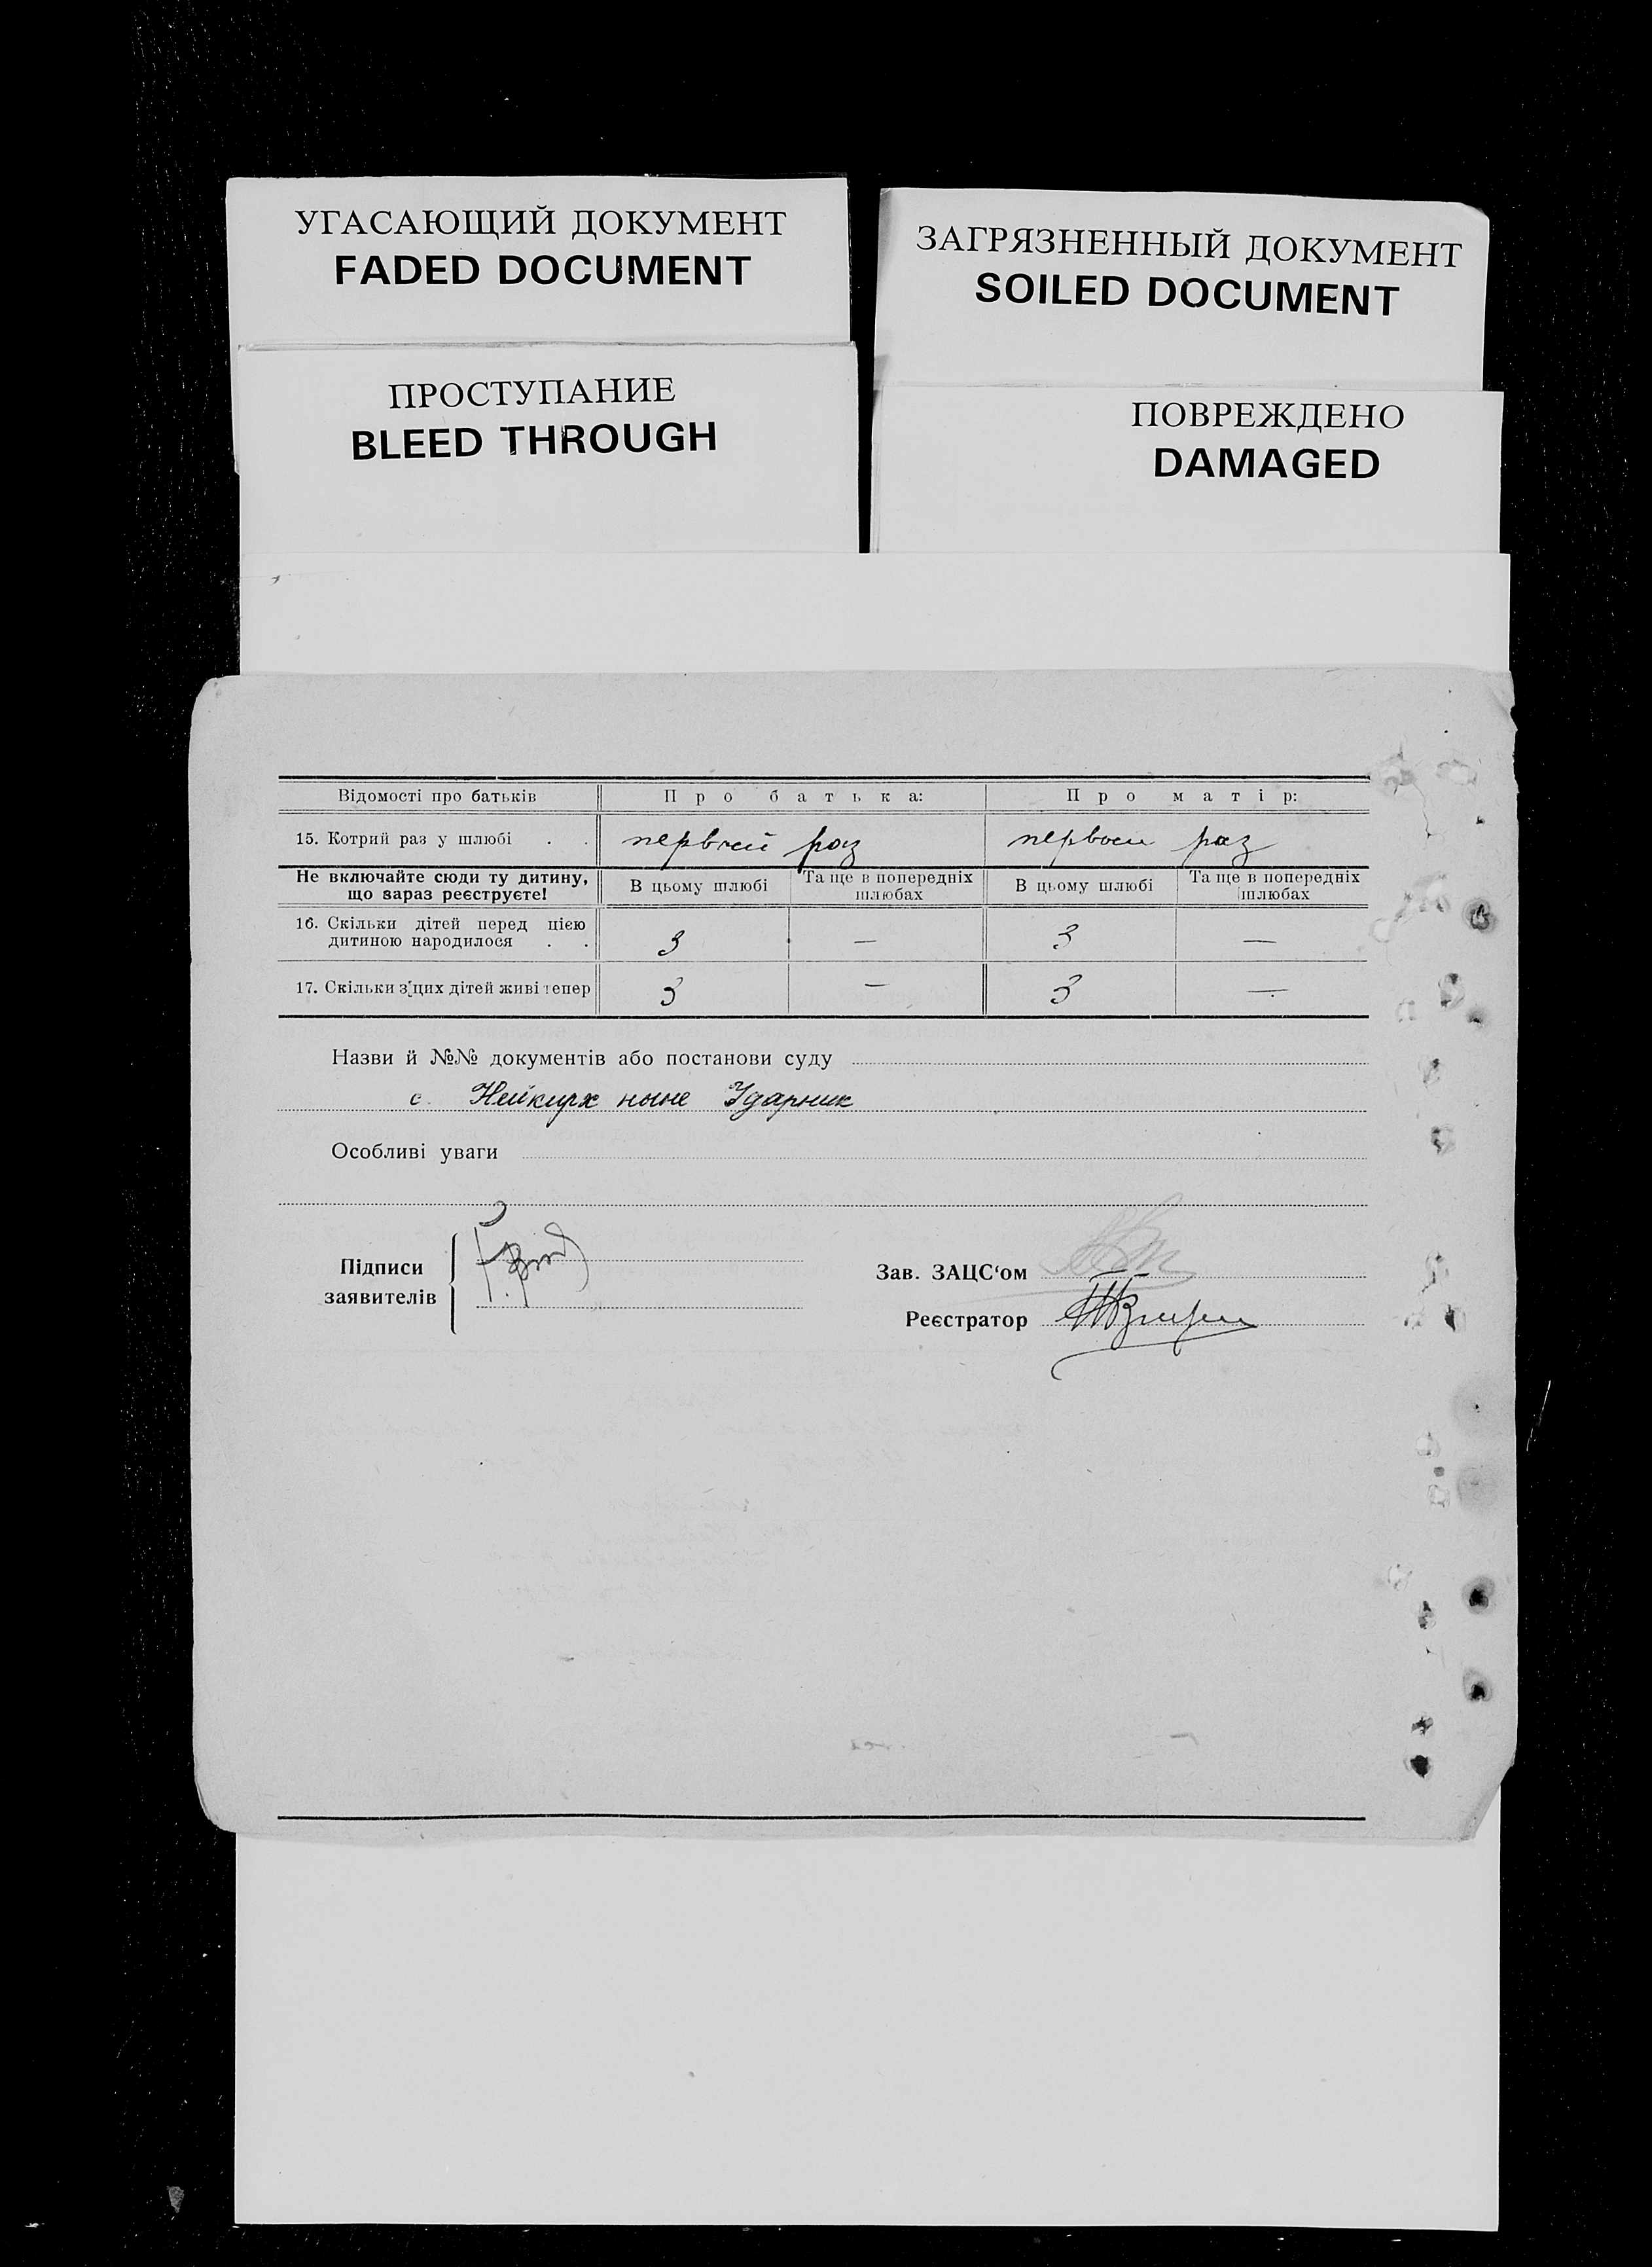 УГАСАЮЩИЙ ДОКУМЕНТ
FADED DOCUMENT
ЗАГРЯЗНЕННЫЙ ДОКУМЕНТ
SOILED DOCUMENT
ПРОСТУПАНИЕ
BLEED THROUGH
ПОВРЕЖДЕНО
DAMAGED
Відомості про батьків Про батька: Про матір:
15. Котрий раз у шлюбі . . первый раз первый раз
Не включайте сюди ту дитину, що зараз реєструєте! В цьому шлюбі Та ще в попередніх шлюбах В цьому шлюбі Та ще в попередніх шлюбах
16. Скільки дітей перед цією
дитиною народилося . . 3 — 3 —
17. Скільки з цих дітей живі тепер 3 — 3 —
Назви й №№ документів або постанови суду
с. Нейкирх ныне Ударник
Особливі уваги
Підписи
заявителів
Зав. ЗАЦС‘ом
Реєстратор